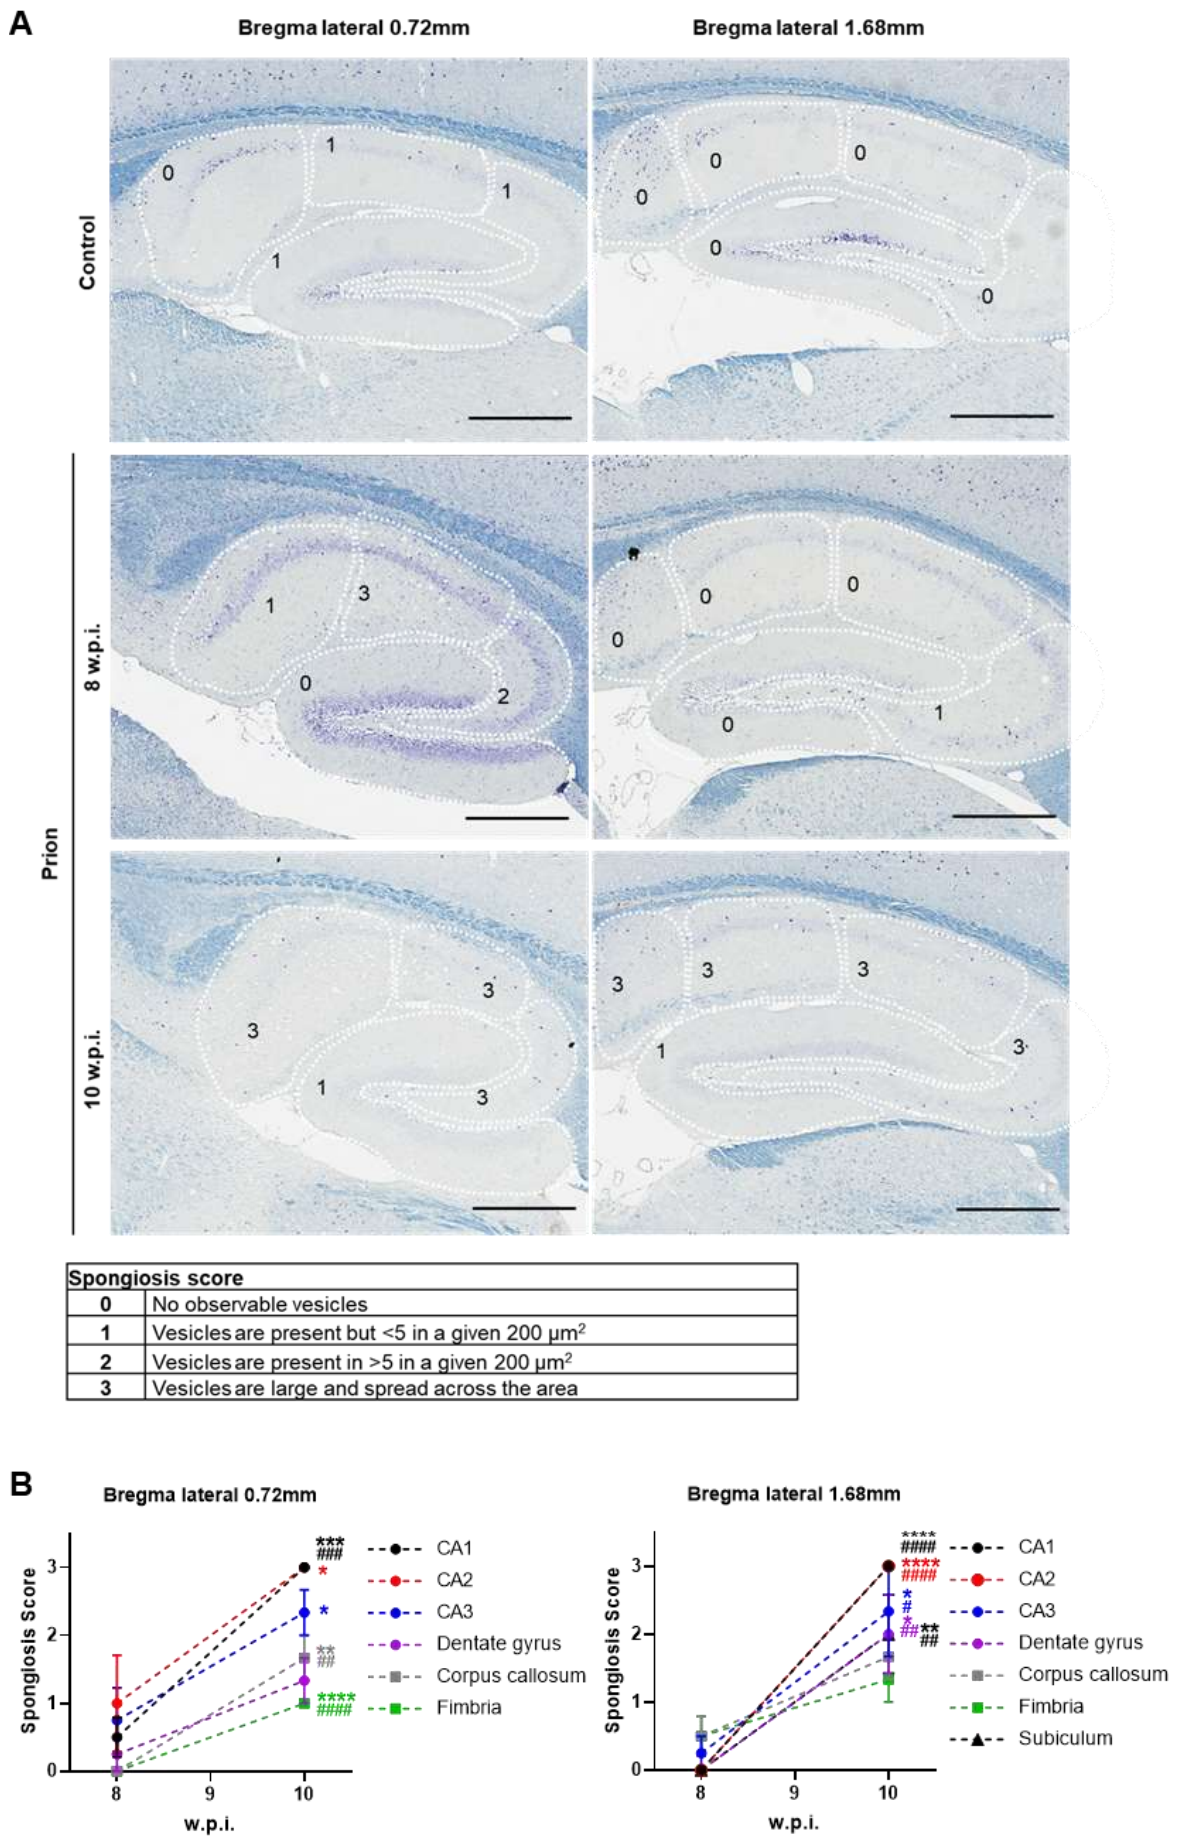 A
Bregma lateral 0.72mm
Bregma lateral 1.68mm
Control
0
1
1
1
0
0
0
0
0
Prion
8 w.p.i.
1
3
0
2
0
0
0
0
1
10 w.p.i.
3
3
1
3
3
3
3
1
3
Spongiosis score
0 No observable vesicles
1 Vesicles are present but <5 in a given 200 µm²
2 Vesicles are present in >5 in a given 200 µm²
3 Vesicles are large and spread across the area
B
Bregma lateral 0.72mm
Spongiosis Score
3
2
1
0
8
9
10
w.p.i.
***
###
*
*
**
##
****
####
CA1
CA2
CA3
Dentate gyrus
Corpus callosum
Fimbria
Bregma lateral 1.68mm
Spongiosis Score
3
2
1
0
8
9
10
w.p.i.
****
####
****
####
*
#
*
##
**
##
CA1
CA2
CA3
Dentate gyrus
Corpus callosum
Fimbria
Subiculum